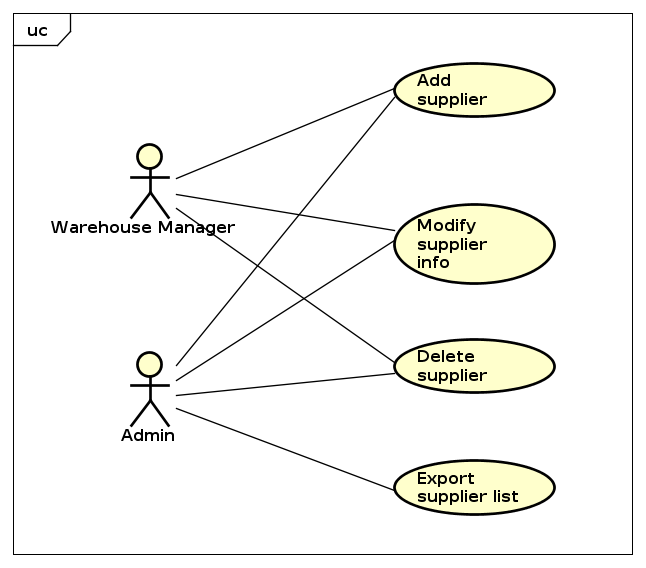 uc
Add
supplier
Warehouse Manager
Modify
supplier
info
Delete
supplier
Admin
Export
supplier list